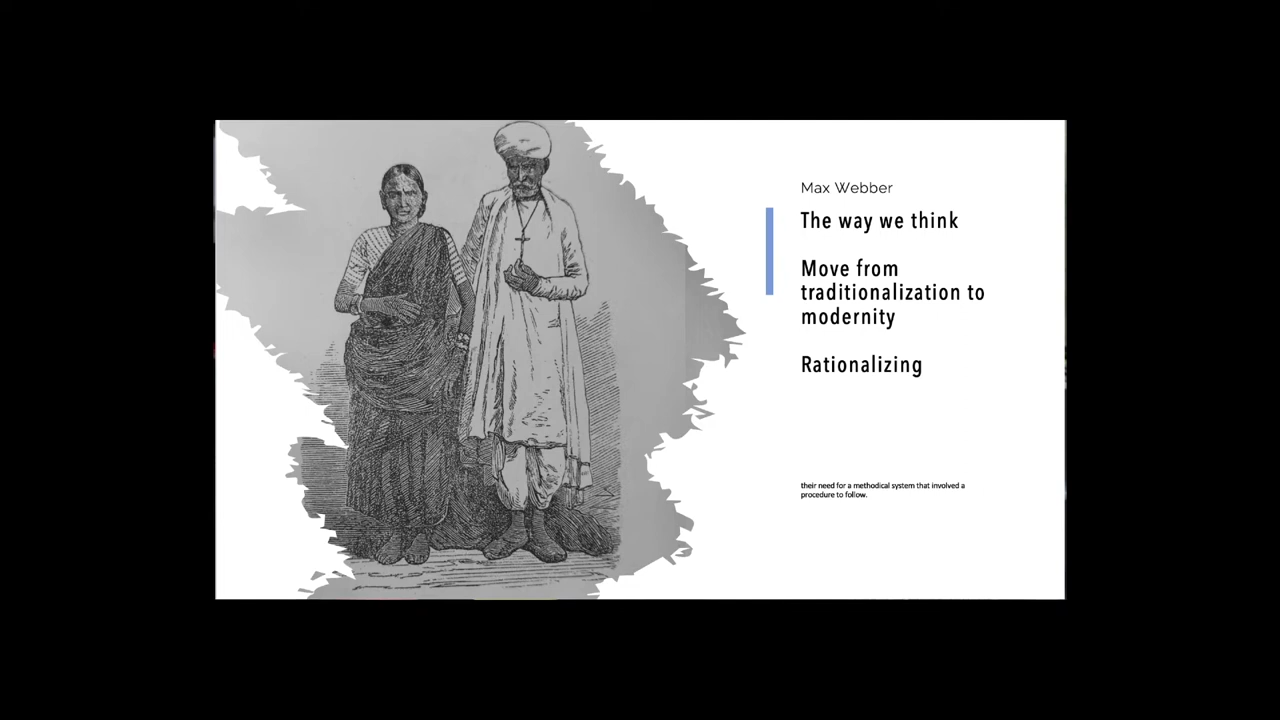 Max Webber
The way we think
Move from
traditionalization to
modernity
Rationalizing
their need for a methodical system that involved a
procedure to follow.